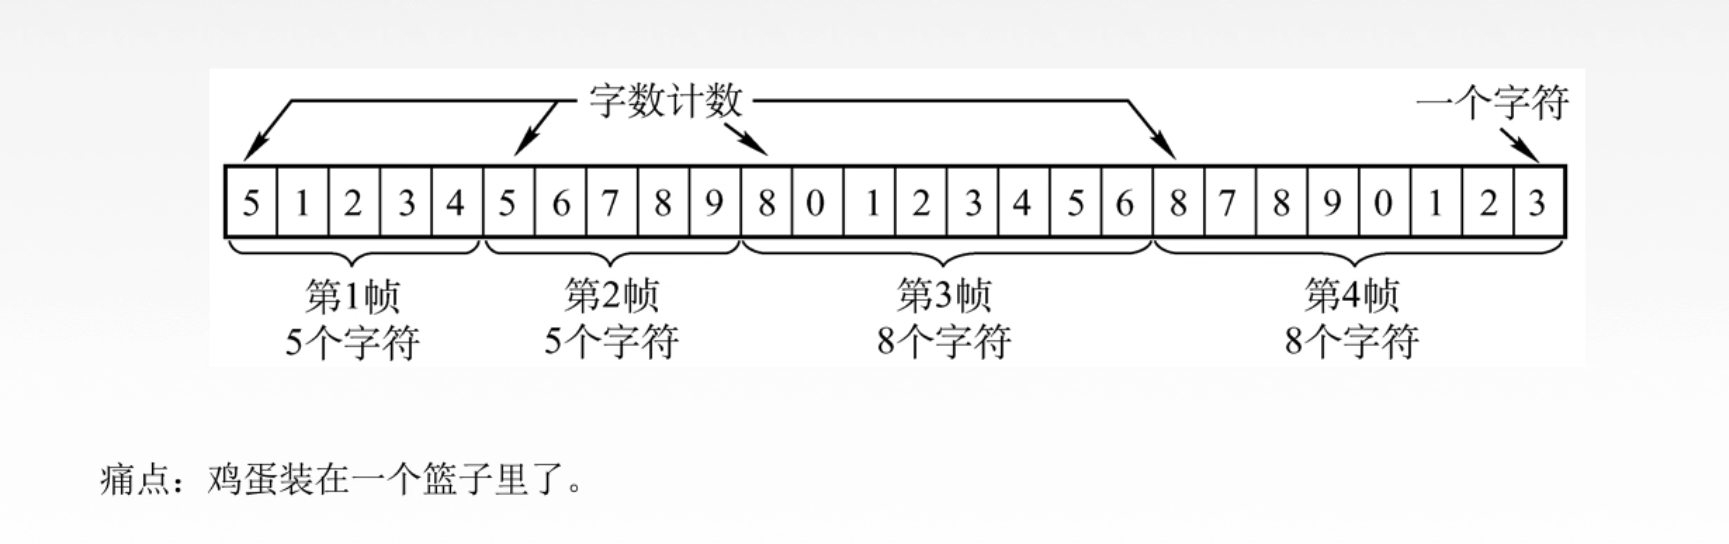 字数计数 一个字符
5 1 2 3 4 5 6 7 8 9 8 0 1 2 3 4 5 6 8 7 8 9 0 1 2 3
第1帧 第2帧 第3帧 第4帧
5个字符 5个字符 8个字符 8个字符
痛点：鸡蛋装在一个篮子里了。